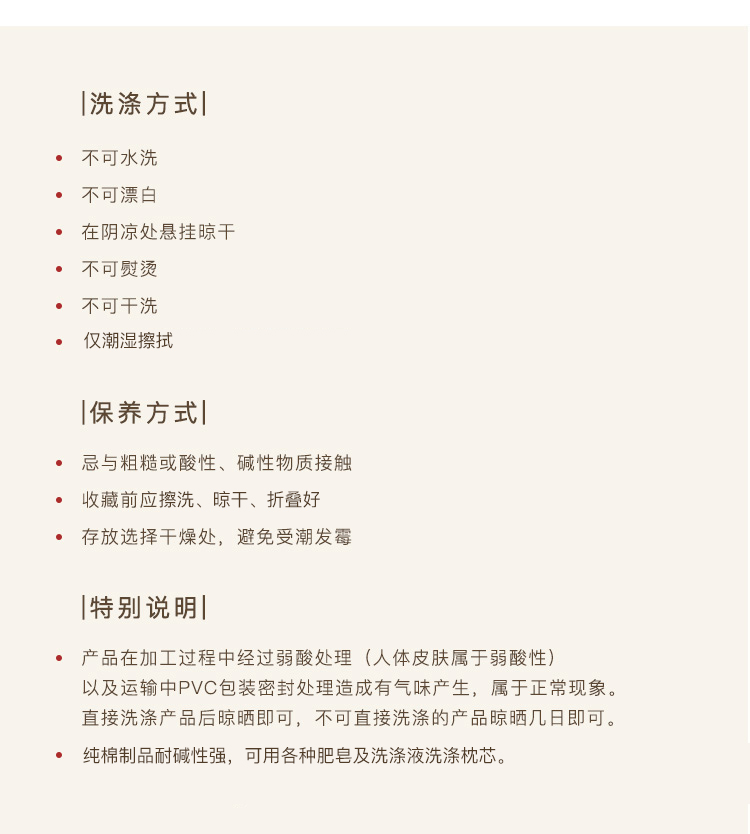 |洗涤方式|
不可水洗
不可漂白
在阴凉处悬挂晾干
不可熨烫
不可干洗
仅潮湿擦拭
|保养方式|
忌与粗糙或酸性、碱性物质接触
收藏前应擦洗、晾干、折叠好
存放选择干燥处，避免受潮发霉
|特别说明|
产品在加工过程中经过弱酸处理（人体皮肤属于弱酸性）
以及运输中PVC包装密封处理造成有气味产生，属于正常现象。
直接洗涤产品后晾晒即可，不可直接洗涤的产品晾晒几日即可。
纯棉制品耐碱性强，可用各种肥皂及洗涤液洗涤枕芯。